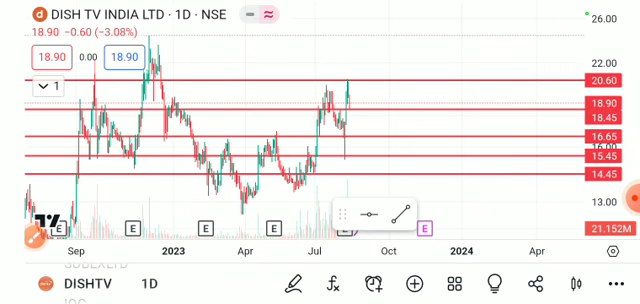 DISH TV INDIA LTD · 1D · NSE
18.90 −0.60 (−3.08%)
18.90 0.00 18.90
1
26.00
22.00
20.60
18.90
18.45
16.65
16.00
15.45
14.45
13.00
21.152M
E E E E E E
Sep 2023 Apr Jul Oct 2024 Apr
DISHTV 1D